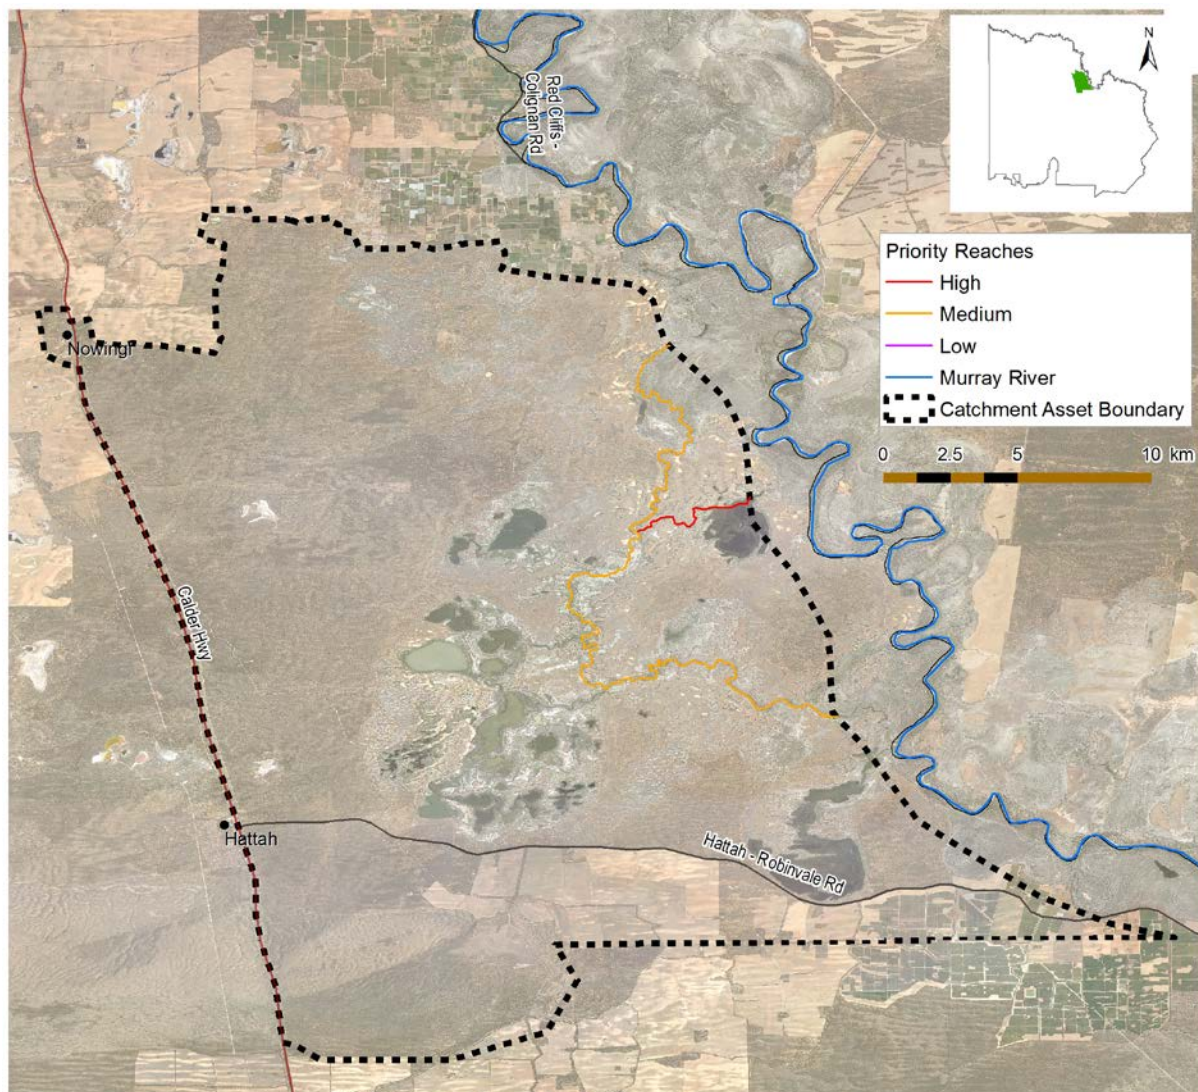 N
Red Cliffs -
Colignan Rd
Priority Reaches
High
Medium
Low
Murray River
Catchment Asset Boundary
0 2.5 5 10 km
Nowingi
Calder Hwy
Hattah
Hattah - Robinvale Rd